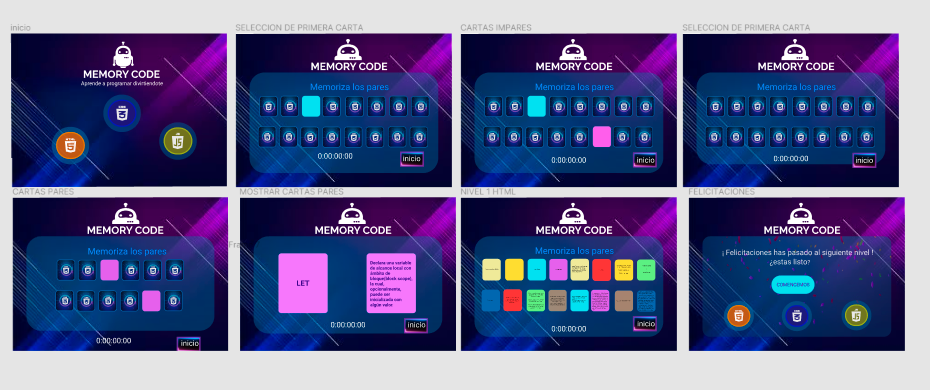 inicio
SELECCION DE PRIMERA CARTA
CARTAS IMPARES
SELECCION DE PRIMERA CARTA
MEMORY CODE
Aprende a programar divirtiendote
MEMORY CODE
Memoriza los pares
0:00:00:00
inicio
MEMORY CODE
Memoriza los pares
0:00:00:00
inicio
MEMORY CODE
Memoriza los pares
0:00:00:00
inicio
CARTAS PARES
MOSTRAR CARTAS PARES
NIVEL 1 HTML
FELICITACIONES
MEMORY CODE
Memoriza los pares
0:00:00:00
inicio
Fra
MEMORY CODE
LET
Declara una variable
de alcance local con
ámbito de
bloque(block scope),
la cual,
opcionalmente,
puede ser
inicializada con
algún valor.
0:00:00:00
inicio
MEMORY CODE
Memoriza los pares
0:00:00:00
inicio
MEMORY CODE
¡ Felicitaciones has pasado al siguiente nivel !
¿estas listo?
COMENCEMOS